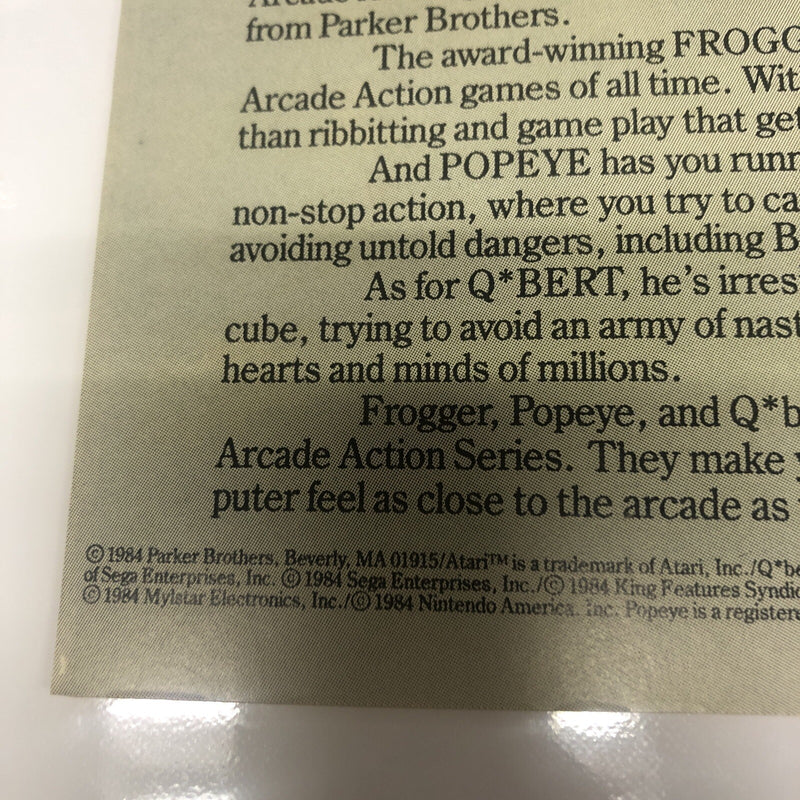 from Parker Brothers.
The award-winning FROGG
Arcade Action games of all time. Wit
than ribbitting and game play that get
And POPEYE has you runn
non-stop action, where you try to ca
avoiding untold dangers, including B
As for Q*BERT, he's irres
cube, trying to avoid an army of nast
hearts and minds of millions.
Frogger, Popeye, and Q*b
Arcade Action Series. They make y
puter feel as close to the arcade as
©1984 Parker Brothers, Beverly, MA 01915/Atari™ is a trademark of Atari, Inc./Q*be
of Sega Enterprises, Inc. © 1984 Sega Enterprises, Inc./© 1984 King Features Syndic
© 1984 Mylstar Electronics, Inc./© 1984 Nintendo America. Inc. Popeye is a registere